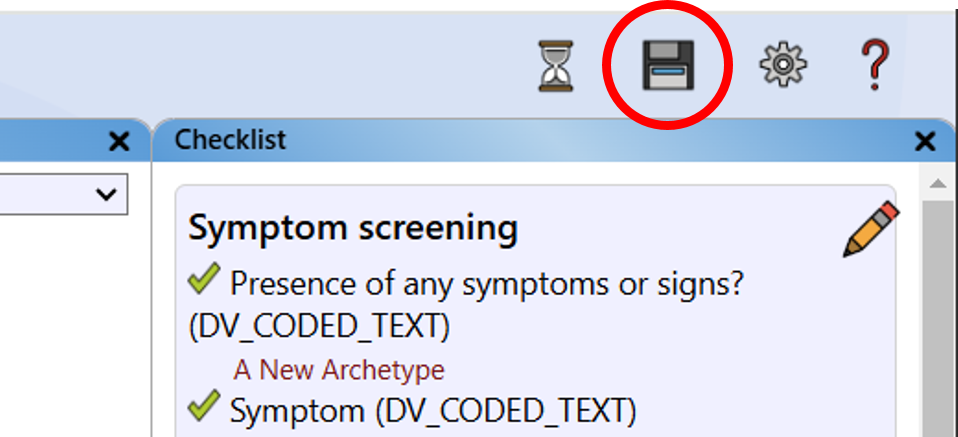 Checklist
Symptom screening
Presence of any symptoms or signs?
(DV_CODED_TEXT)
A New Archetype
Symptom (DV_CODED_TEXT)